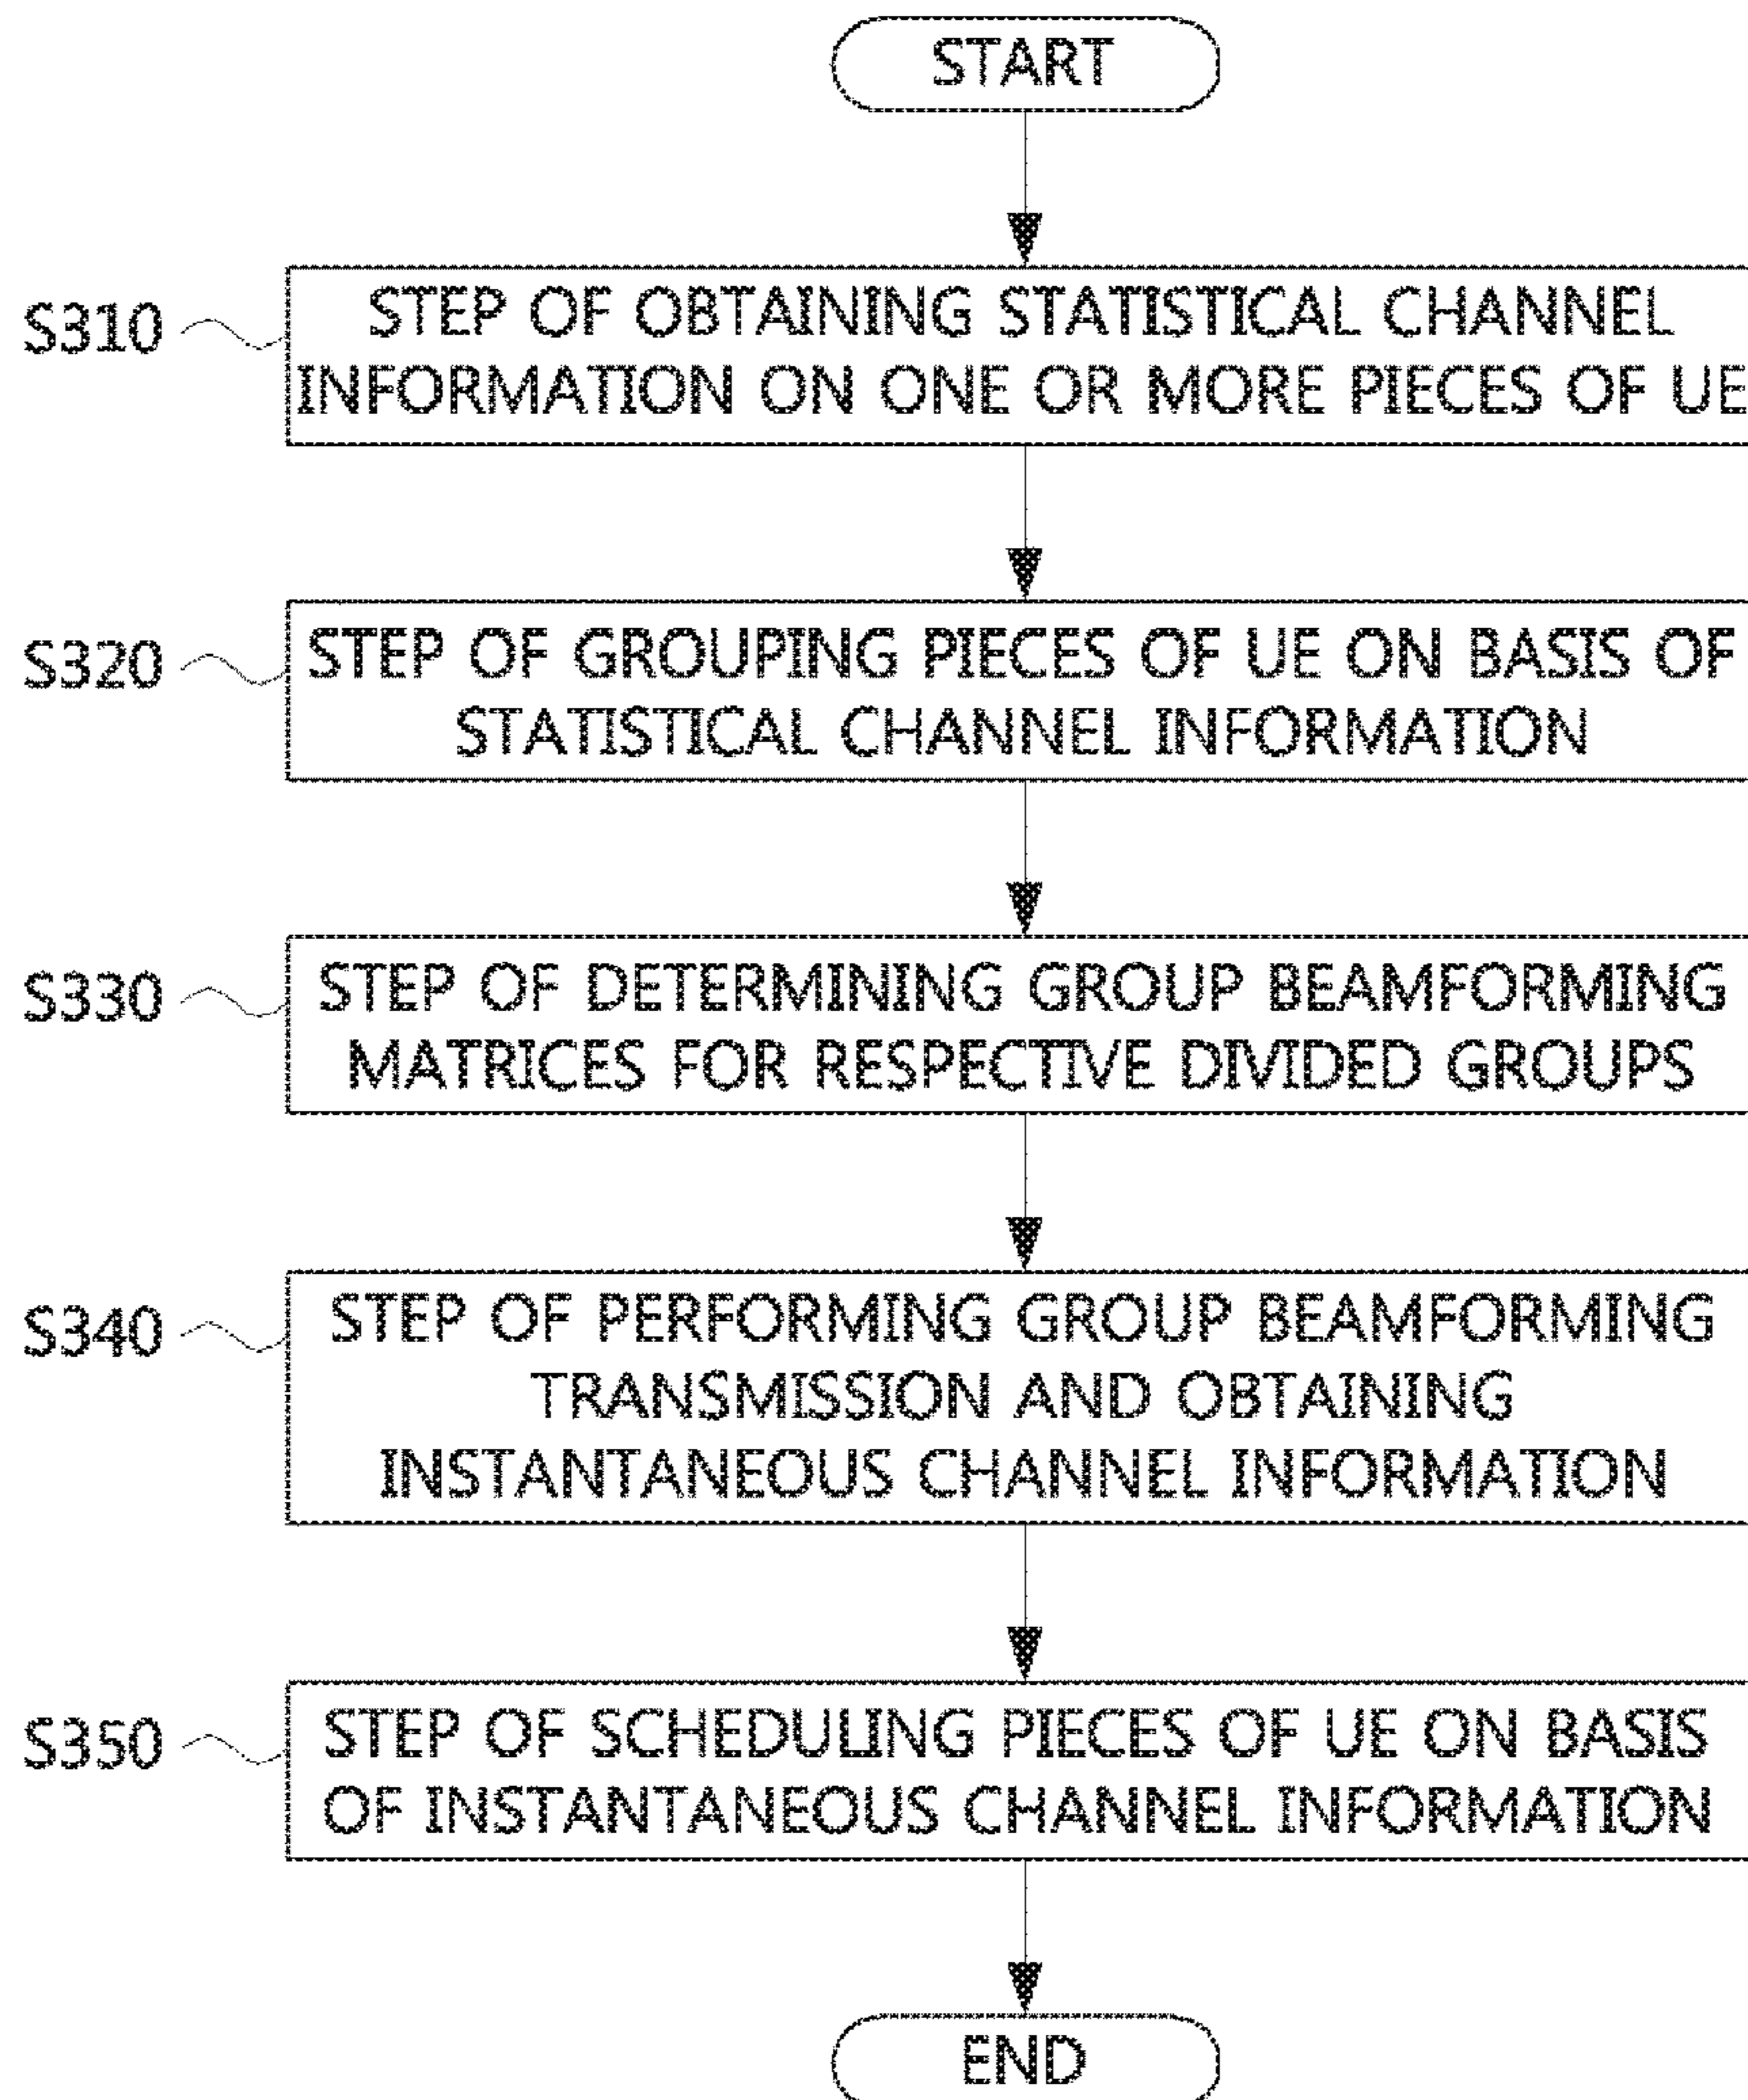 START
S310
STEP OF OBTAINING STATISTICAL CHANNEL
INFORMATION ON ONE OR MORE PIECES OF UE
S320
STEP OF GROUPING PIECES OF UE ON BASIS OF
STATISTICAL CHANNEL INFORMATION
S330
STEP OF DETERMINING GROUP BEAMFORMING
MATRICES FOR RESPECTIVE DIVIDED GROUPS
S340
STEP OF PERFORMING GROUP BEAMFORMING
TRANSMISSION AND OBTAINING
INSTANTANEOUS CHANNEL INFORMATION
S350
STEP OF SCHEDULING PIECES OF UE ON BASIS
OF INSTANTANEOUS CHANNEL INFORMATION
END